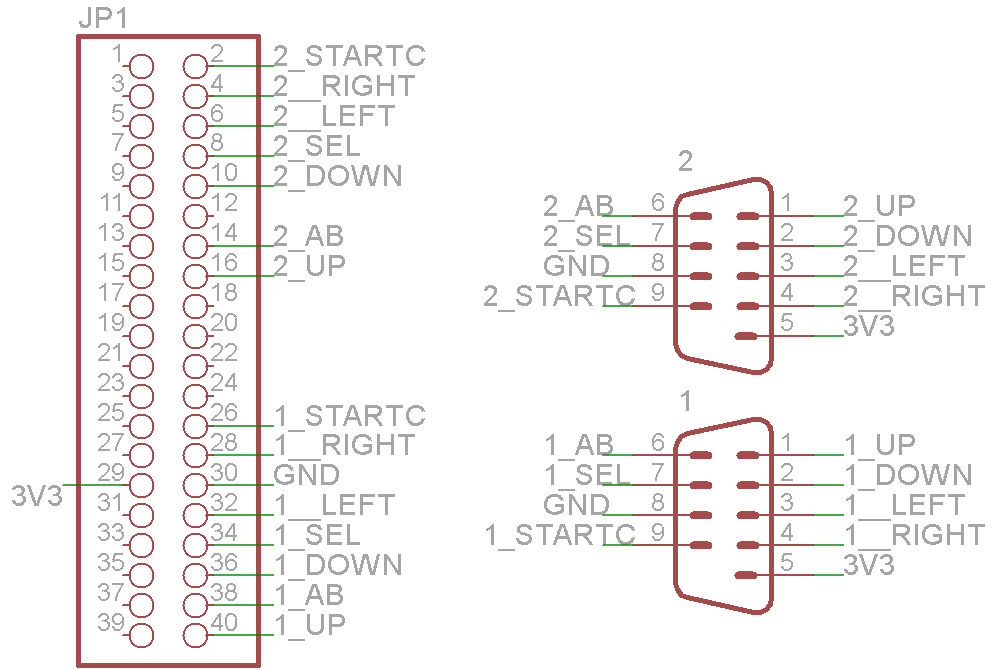 JP1
1 2 2_STARTC
3 4 2__RIGHT
5 6 2__LEFT
7 8 2_SEL
9 10 2_DOWN
11 12
13 14 2_AB
15 16 2_UP
17 18
19 20
21 22
23 24
25 26 1_STARTC
27 28 1__RIGHT
3V3 29 30 GND
31 32 1__LEFT
33 34 1_SEL
35 36 1_DOWN
37 38 1_AB
39 40 1_UP
2
2_AB 6 1 2_UP
2_SEL 7 2 2_DOWN
GND 8 3 2__LEFT
2_STARTC 9 4 2__RIGHT
5 3V3
1
1_AB 6 1 1_UP
1_SEL 7 2 1_DOWN
GND 8 3 1__LEFT
1_STARTC 9 4 1__RIGHT
5 3V3